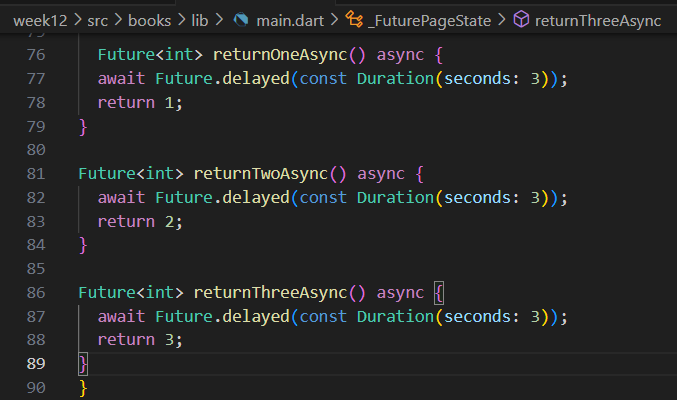 week12 > src > books > lib > main.dart > _FuturePageState > returnThreeAsync
76 Future<int> returnOneAsync() async {
77 await Future.delayed(const Duration(seconds: 3));
78 return 1;
79 }
80
81 Future<int> returnTwoAsync() async {
82 await Future.delayed(const Duration(seconds: 3));
83 return 2;
84 }
85
86 Future<int> returnThreeAsync() async {
87 await Future.delayed(const Duration(seconds: 3));
88 return 3;
89 }
90 }